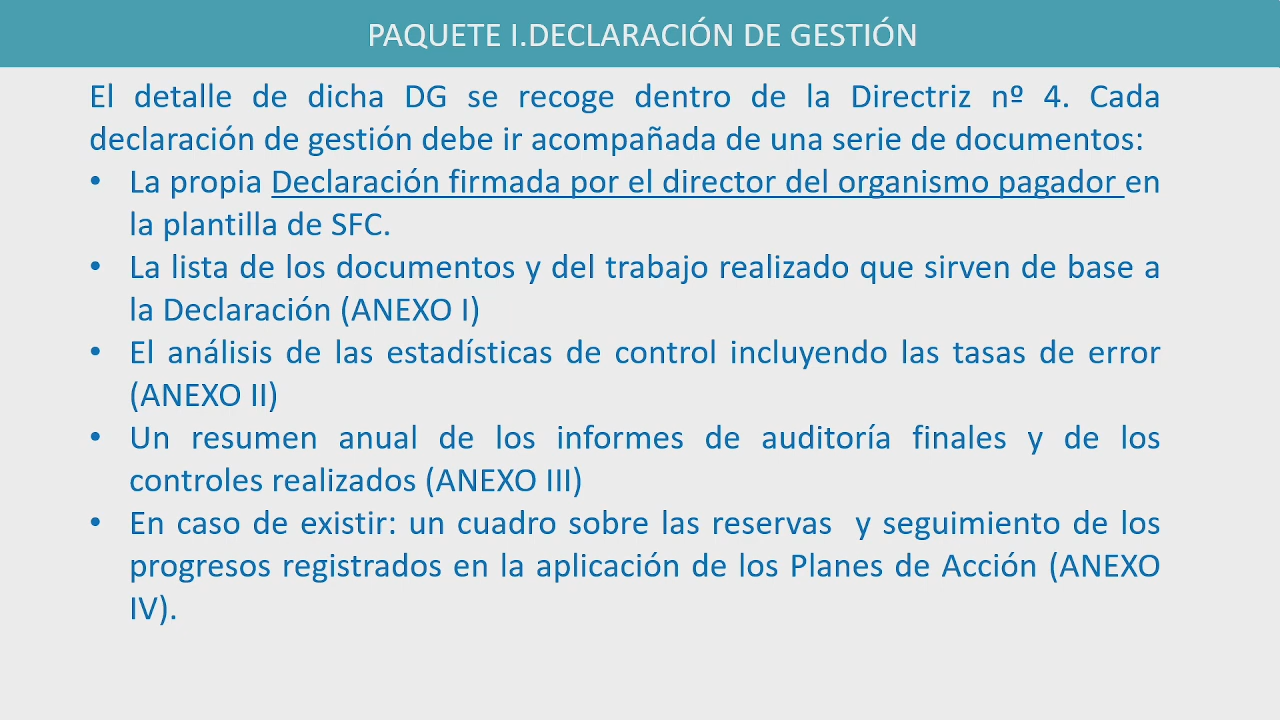 PAQUETE I.DECLARACIÓN DE GESTIÓN
El detalle de dicha DG se recoge dentro de la Directriz nº 4. Cada
declaración de gestión debe ir acompañada de una serie de documentos:
• La propia Declaración firmada por el director del organismo pagador en
la plantilla de SFC.
• La lista de los documentos y del trabajo realizado que sirven de base a
la Declaración (ANEXO I)
• El análisis de las estadísticas de control incluyendo las tasas de error
(ANEXO II)
• Un resumen anual de los informes de auditoría finales y de los
controles realizados (ANEXO III)
• En caso de existir: un cuadro sobre las reservas  y seguimiento de los
progresos registrados en la aplicación de los Planes de Acción (ANEXO
IV).